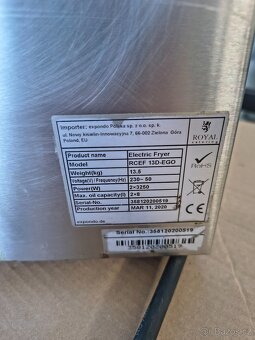 Importer: expondo Polska sp. z o.o. sp. k.
ul. Nowy kisielin-innowacyjna 7, 66-002 Zielona Góra
Poland, EU
ROYAL
catering
Product name Electric Fryer
Model RCEF 13D-EGO
Weight(kg) 13.5
Voltage(V) / Frequency(Hz) 230~ 50
Power(W) 2×3250
Max. oil capacity(l) 2×8
Serial-No. 358120200519
Production year MAR 11, 2020
expondo.de
RoHS
CE
Serial No.:358120200519
358120200519